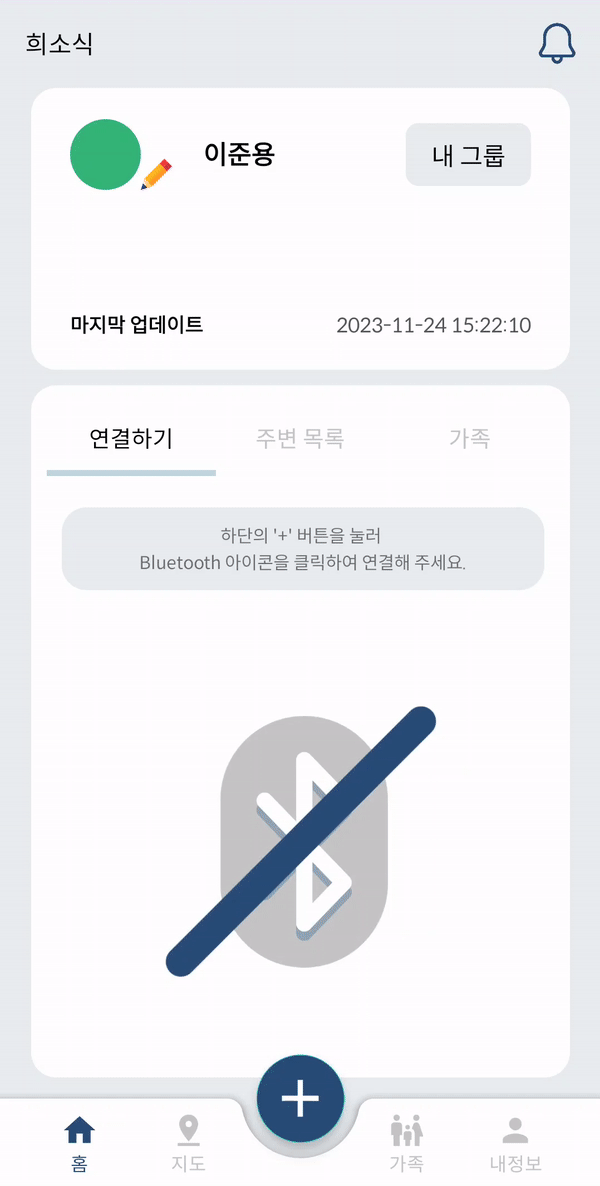 희소식
이준용
내 그룹
마지막 업데이트
2023-11-24 15:22:10
연결하기
주변 목록
가족
하단의 '+' 버튼을 눌러
Bluetooth 아이콘을 클릭하여 연결해 주세요.
홈
지도
가족
내정보